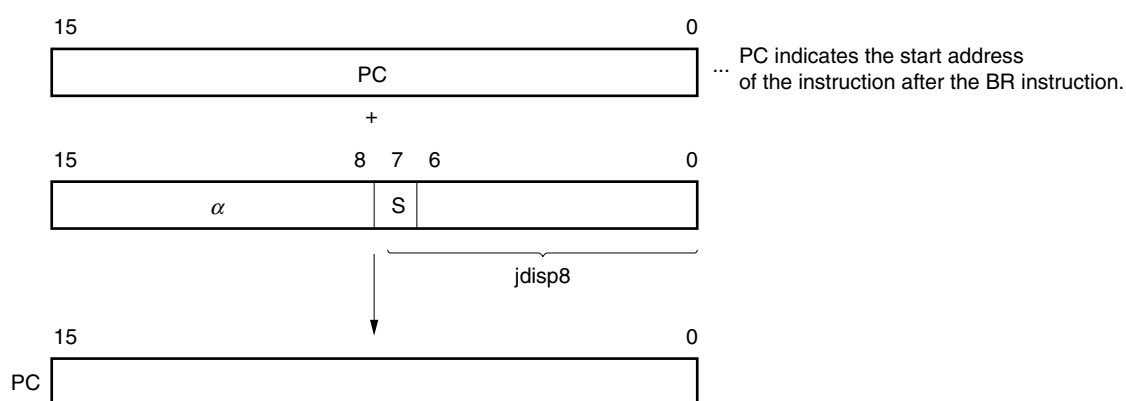 15 0
PC
... PC indicates the start address
of the instruction after the BR instruction.
+
15 8 7 6 0
α S
jdisp8
15 0
PC